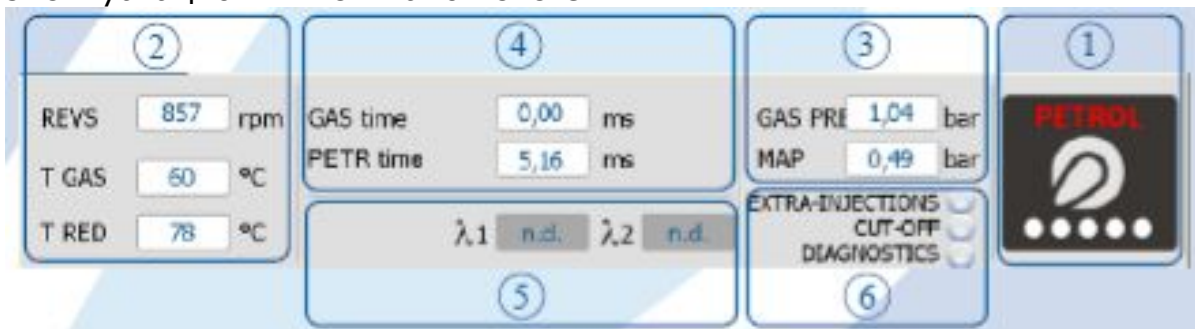 2
4
3
1
REVS 857 rpm
GAS time 0,00 ms
GAS PRE 1,04 bar
PETROL
PETR time 5,16 ms
MAP 0,49 bar
T GAS 60 °C
T RED 78 °C
λ1 n.d. λ2 n.d.
EXTRA-INJECTIONS
CUT-OFF
DIAGNOSTICS
5
6